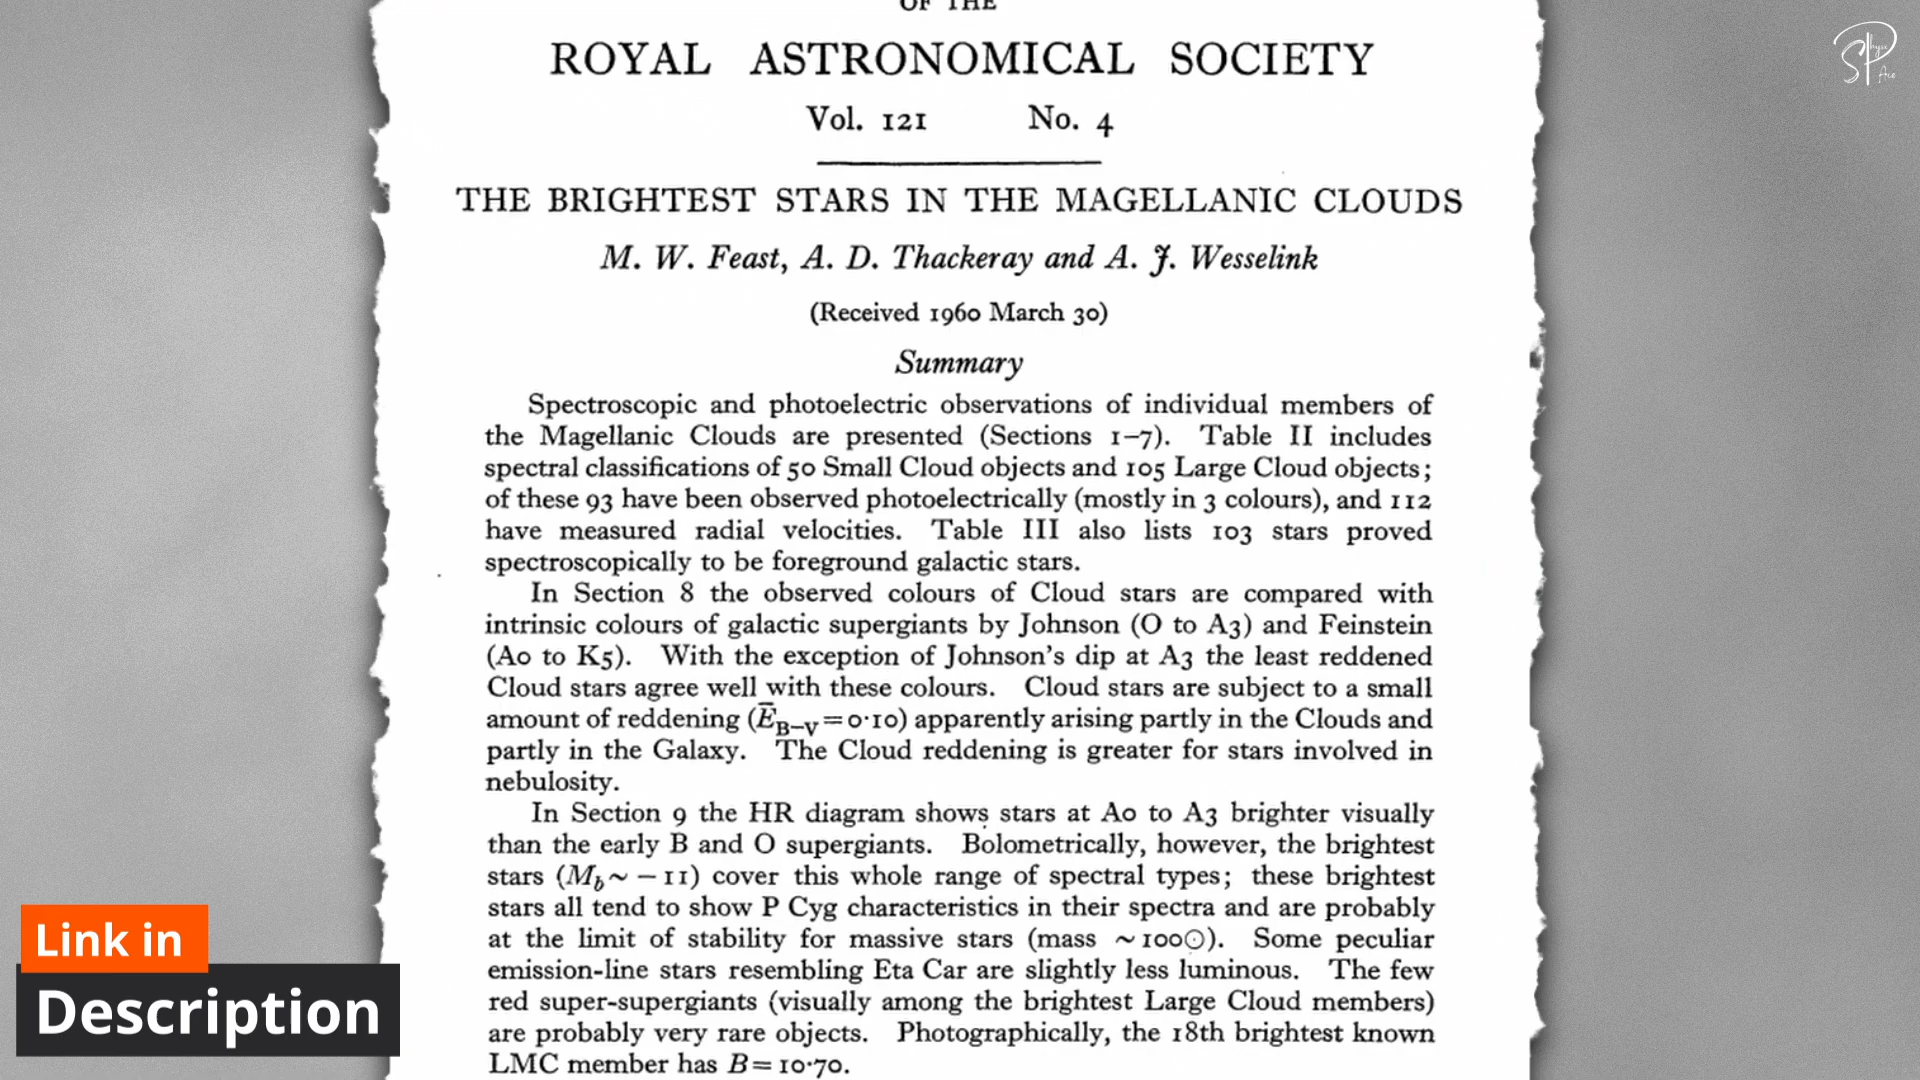 OF THE
ROYAL ASTRONOMICAL SOCIETY
Vol. 121 No. 4
THE BRIGHTEST STARS IN THE MAGELLANIC CLOUDS
M. W. Feast, A. D. Thackeray and A. J. Wesselink
(Received 1960 March 30)
Summary
Spectroscopic and photoelectric observations of individual members of
the Magellanic Clouds are presented (Sections 1–7). Table II includes
spectral classifications of 50 Small Cloud objects and 105 Large Cloud objects;
of these 93 have been observed photoelectrically (mostly in 3 colours), and 112
have measured radial velocities. Table III also lists 103 stars proved
spectroscopically to be foreground galactic stars.
In Section 8 the observed colours of Cloud stars are compared with
intrinsic colours of galactic supergiants by Johnson (O to A3) and Feinstein
(A0 to K5). With the exception of Johnson's dip at A3 the least reddened
Cloud stars agree well with these colours. Cloud stars are subject to a small
amount of reddening (Ē_B–V = 0·10) apparently arising partly in the Clouds and
partly in the Galaxy. The Cloud reddening is greater for stars involved in
nebulosity.
In Section 9 the HR diagram shows stars at A0 to A3 brighter visually
than the early B and O supergiants. Bolometrically, however, the brightest
stars (M_b ~ –11) cover this whole range of spectral types; these brightest
stars all tend to show P Cyg characteristics in their spectra and are probably
at the limit of stability for massive stars (mass ~100☉). Some peculiar
emission-line stars resembling Eta Car are slightly less luminous. The few
red super-supergiants (visually among the brightest Large Cloud members)
are probably very rare objects. Photographically, the 18th brightest known
LMC member has B=10·70.
Link in
Description